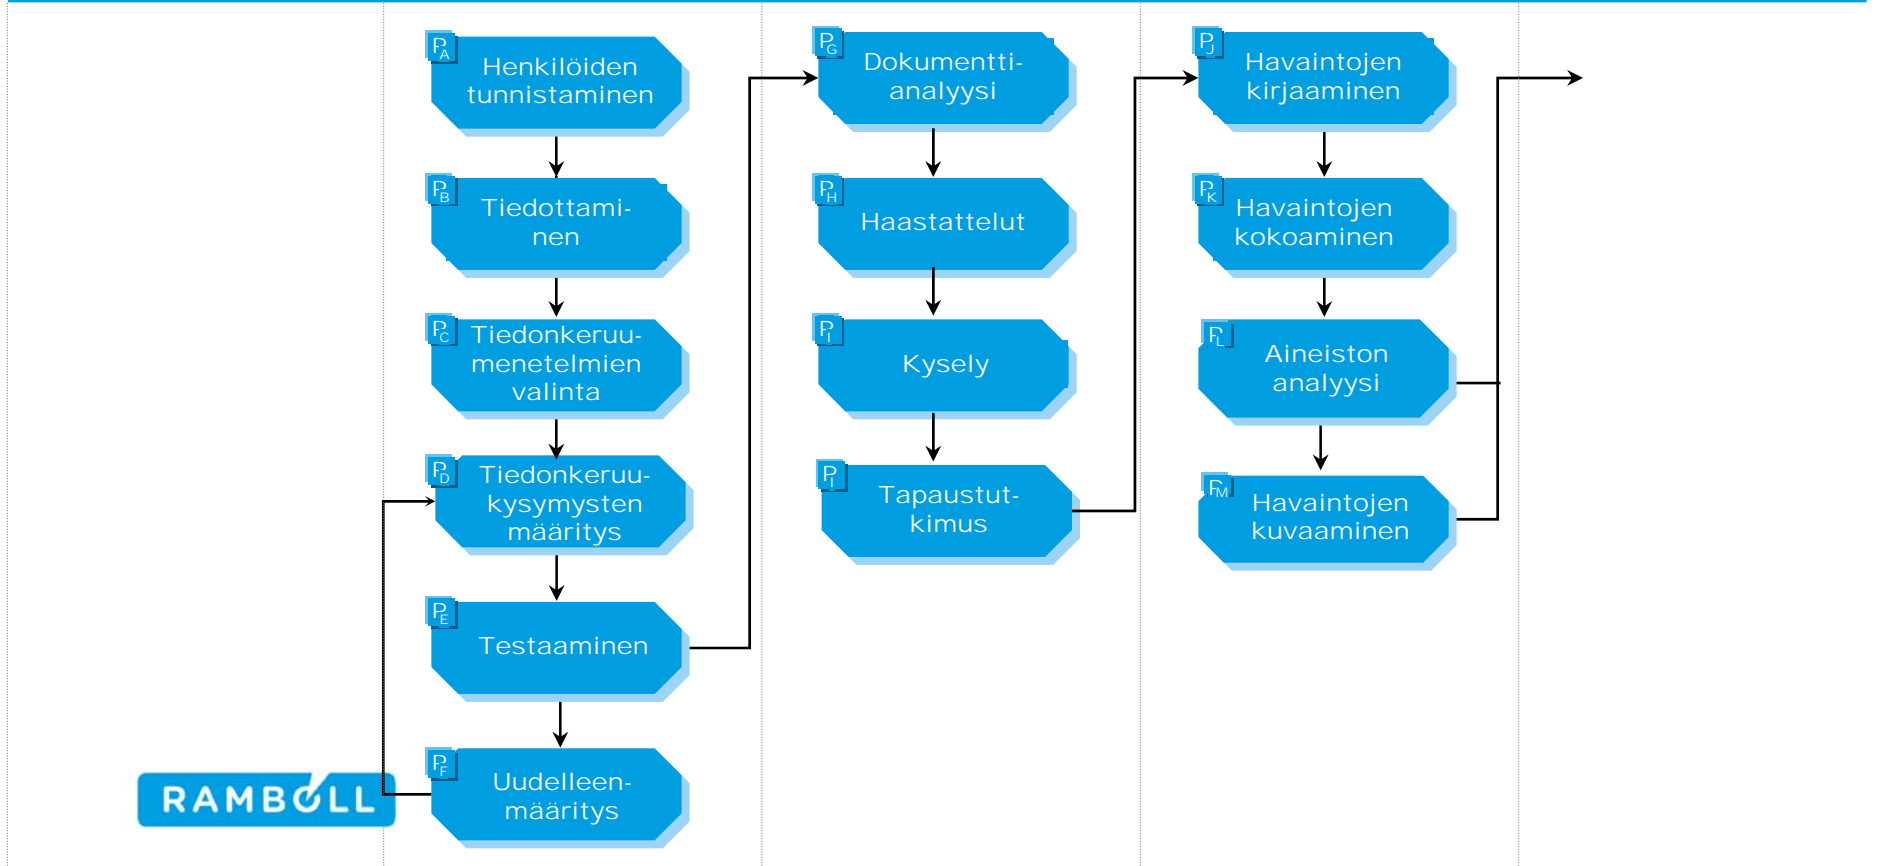 PA
Henkilöiden
tunnistaminen
PB
Tiedottami-
nen
PC
Tiedonkeruu-
menetelmien
valinta
PD
Tiedonkeruu-
kysymysten
määritys
PE
Testaaminen
PF
Uudelleen-
määritys
RAMBØLL
PG
Dokumentti-
analyysi
PH
Haastattelut
PI
Kysely
PI
Tapaustut-
kimus
PJ
Havaintojen
kirjaaminen
PK
Havaintojen
kokoaminen
PL
Aineiston
analyysi
PM
Havaintojen
kuvaaminen